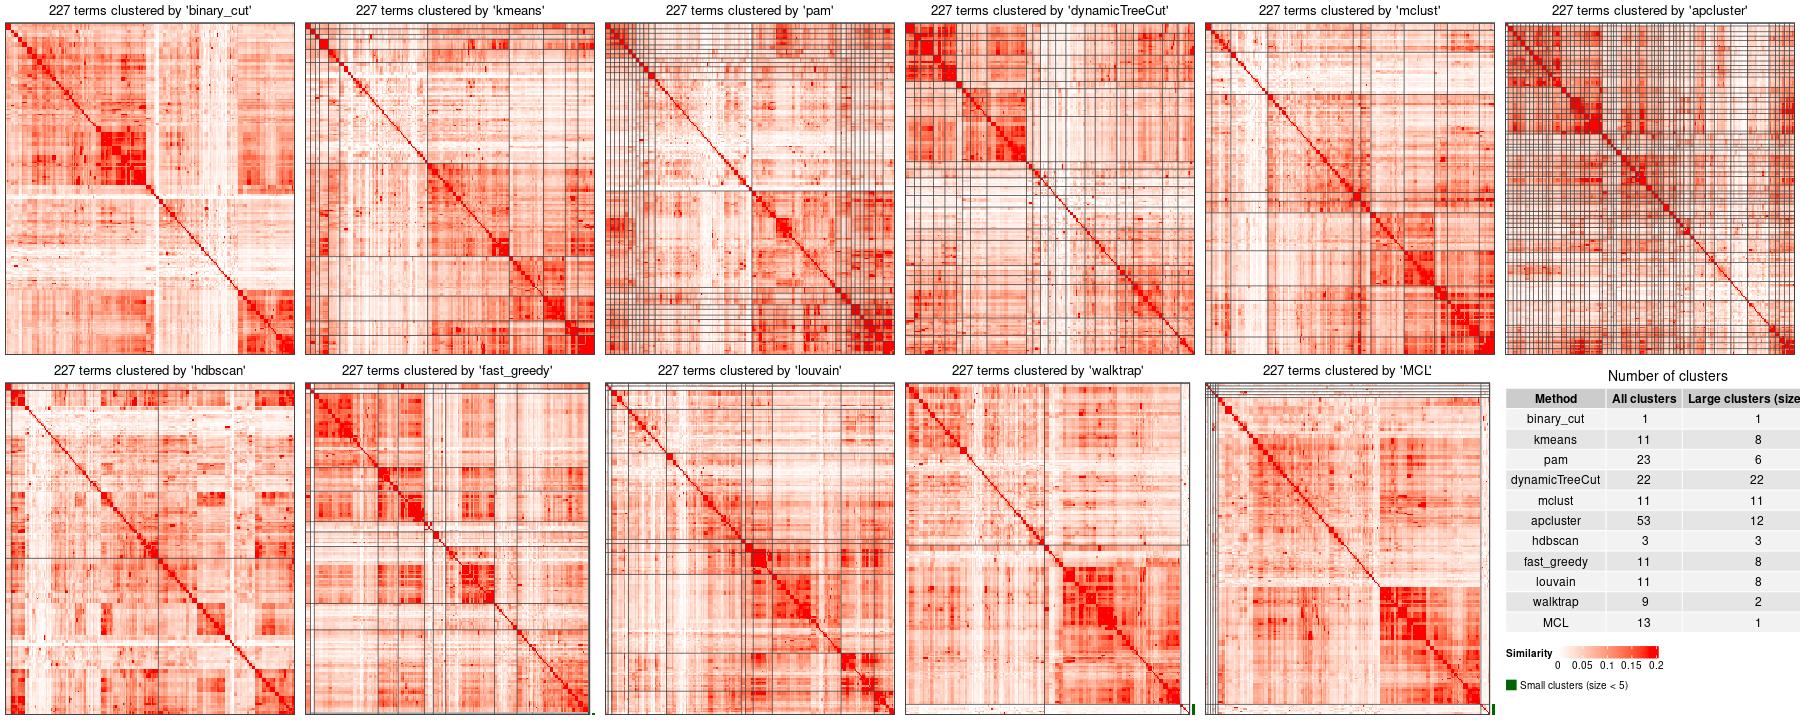 227 terms clustered by 'binary_cut'
227 terms clustered by 'kmeans'
227 terms clustered by 'pam'
227 terms clustered by 'dynamicTreeCut'
227 terms clustered by 'mclust'
227 terms clustered by 'apcluster'
227 terms clustered by 'hdbscan'
227 terms clustered by 'fast_greedy'
227 terms clustered by 'louvain'
227 terms clustered by 'walktrap'
227 terms clustered by 'MCL'
Number of clusters
Method All clusters Large clusters (size
binary_cut 1 1
kmeans 11 8
pam 23 6
dynamicTreeCut 22 22
mclust 11 11
apcluster 53 12
hdbscan 3 3
fast_greedy 11 8
louvain 11 8
walktrap 9 2
MCL 13 1
Similarity
0 0.05 0.1 0.15 0.2
Small clusters (size < 5)